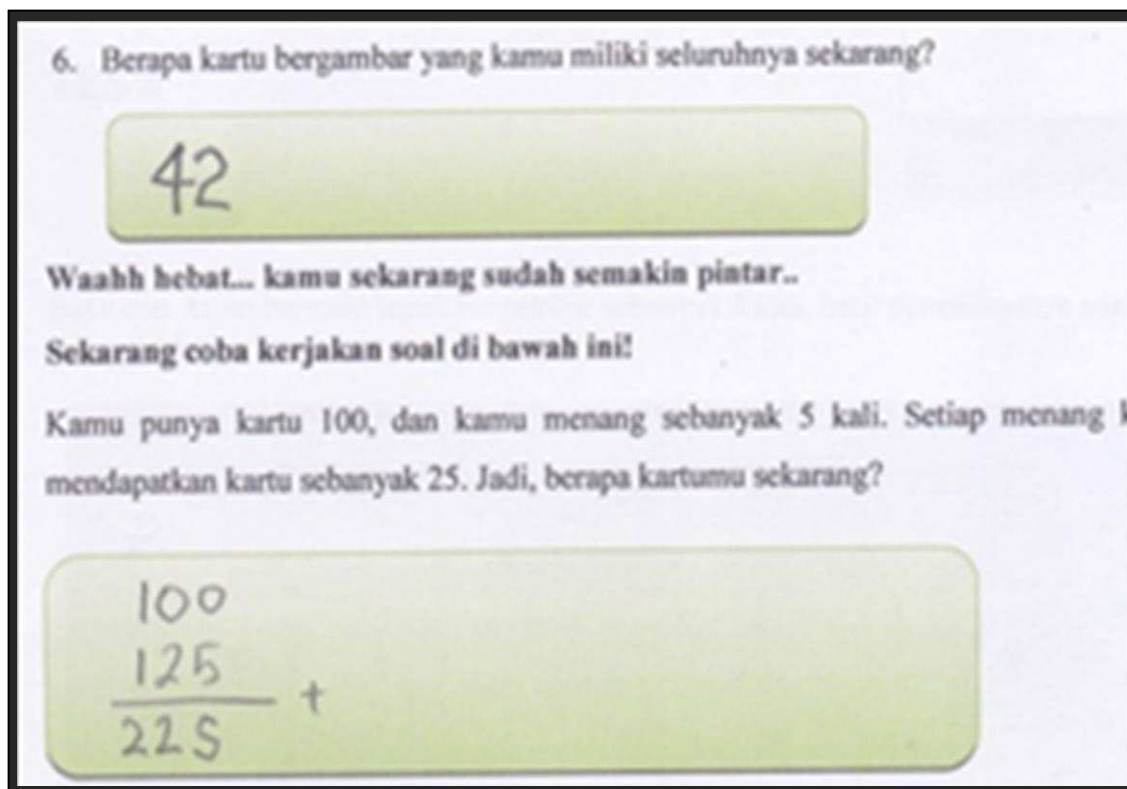 6. Berapa kartu bergambar yang kamu miliki seluruhnya sekarang?
42
Waahh hebat... kamu sekarang sudah semakin pintar..
Sekarang coba kerjakan soal di bawah ini!
Kamu punya kartu 100, dan kamu menang sebanyak 5 kali. Setiap menang
mendapatkan kartu sebanyak 25. Jadi, berapa kartumu sekarang?
100
125
+
225